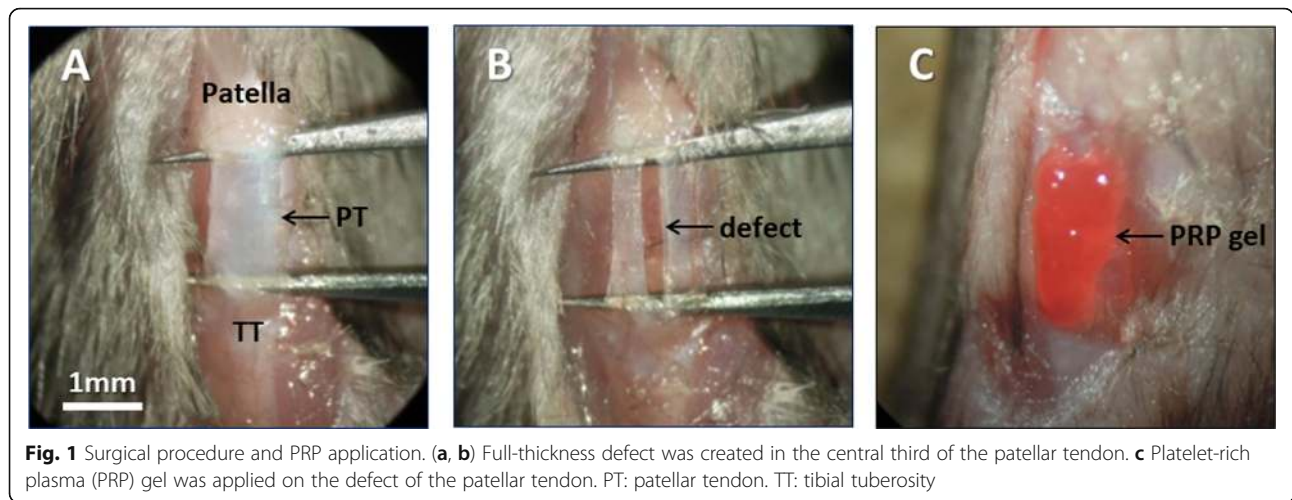 A
Patella
PT
TT
1mm
B
defect
C
PRP gel
Fig. 1 Surgical procedure and PRP application. (a, b) Full-thickness defect was created in the central third of the patellar tendon. c Platelet-rich
plasma (PRP) gel was applied on the defect of the patellar tendon. PT: patellar tendon. TT: tibial tuberosity